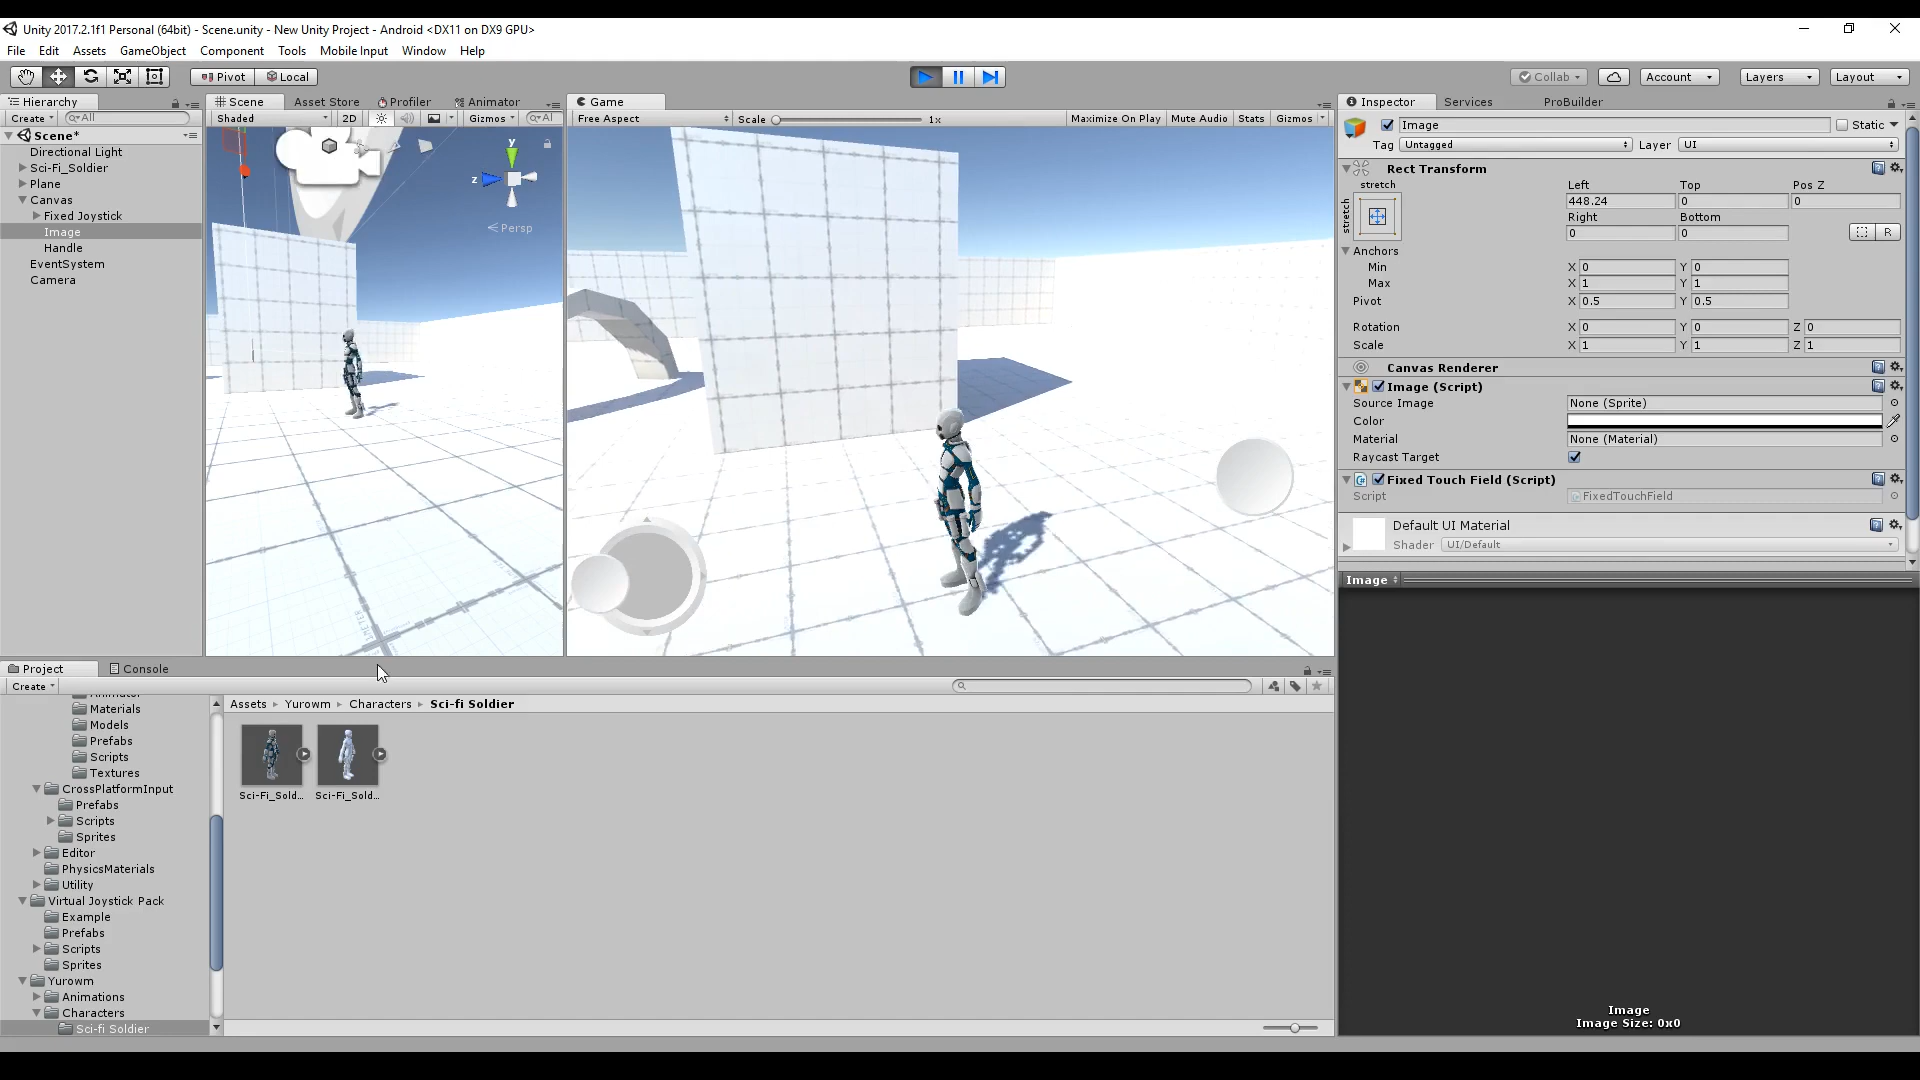 Unity 2017.2.1f1 Personal (64bit) - Scene.unity - New Unity Project - Android <DX11 on DX9 GPU>
File Edit Assets GameObject Component Tools Mobile Input Window Help
Pivot Local Collab Account Layers Layout
Hierarchy
Create All
Scene*
Directional Light
Sci-Fi_Soldier
Plane
Canvas
Fixed Joystick
Image
Handle
EventSystem
Camera
Scene Asset Store Profiler Animator
Shaded 2D Gizmos Al
y
z
Persp
Game
Free Aspect Scale 1x Maximize On Play Mute Audio Stats Gizmos
Inspector Services ProBuilder
Image Static
Tag Untagged Layer UI
Rect Transform
stretch Left Top Pos Z
stretch 448.24 0 0
Right Bottom
0 0 R
Anchors
Min X 0 Y 0
Max X 1 Y 1
Pivot X 0.5 Y 0.5
Rotation X 0 Y 0 Z 0
Scale X 1 Y 1 Z 1
Canvas Renderer
Image (Script)
Source Image None (Sprite)
Color
Material None (Material)
Raycast Target
Fixed Touch Field (Script)
Script FixedTouchField
Default UI Material
Shader UI/Default
Image
Image
Image Size: 0x0
Project Console
Create
Materials
Models
Prefabs
Scripts
Textures
CrossPlatformInput
Prefabs
Scripts
Sprites
Editor
PhysicsMaterials
Utility
Virtual Joystick Pack
Example
Prefabs
Scripts
Sprites
Yurowm
Animations
Characters
Sci-fi Soldier
Assets Yurowm Characters Sci-fi Soldier
Sci-Fi_Sold... Sci-Fi_Sold...